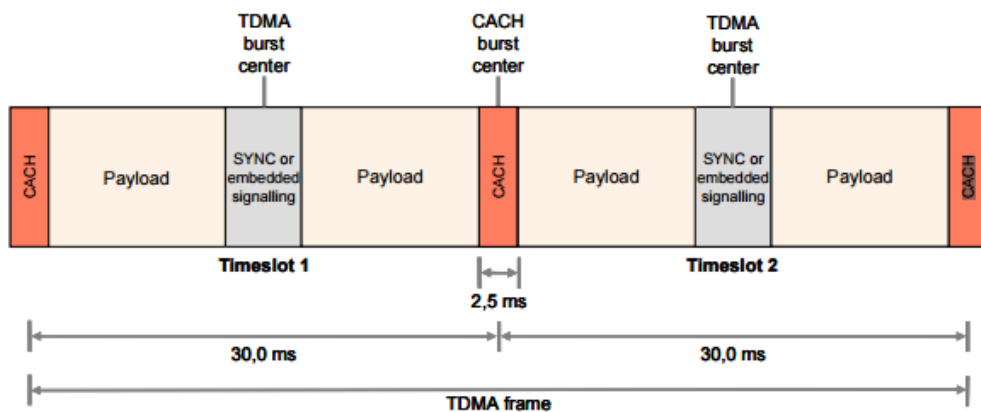 TDMA
burst
center
CACH
burst
center
TDMA
burst
center
CACH
Payload
SYNC or
embedded
signalling
Payload
CACH
Payload
SYNC or
embedded
signalling
Payload
CACH
Timeslot 1
Timeslot 2
2,5 ms
30,0 ms
30,0 ms
TDMA frame